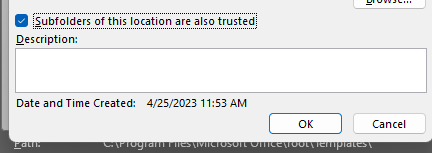 Browse...
Subfolders of this location are also trusted
Description:
Date and Time Created: 4/25/2023 11:53 AM
OK Cancel
Path: C:\Program Files\Microsoft Office\root\Templates\